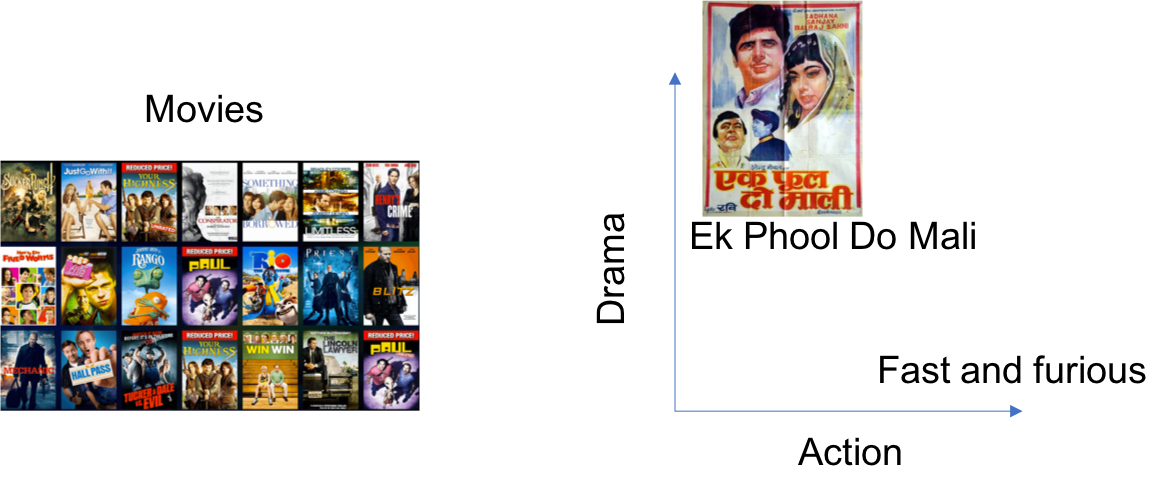 Movies
SUCKER PUNCH
Just Go With It
REDUCED PRICE!
YOUR
HIGHNESS
UNRATED
CONSPIRATOR
SOMETHING
BORROWED
LIMITLESS
HENRY'S
CRIME
FRIED WORMS
RANGO
REDUCED PRICE!
PAUL
RIO
PRIEST
BLITZ
MECHANIC
HALL PASS
TUCKER & DALE
VS EVIL
REDUCED PRICE!
YOUR
HIGHNESS
WIN WIN
THE
LINCOLN
LAWYER
REDUCED PRICE!
PAUL
SADHANA
SANJAY
BALRAJ SAHNI
एक फूल
दो माली
रवि
Ek Phool Do Mali
Drama
Fast and furious
Action